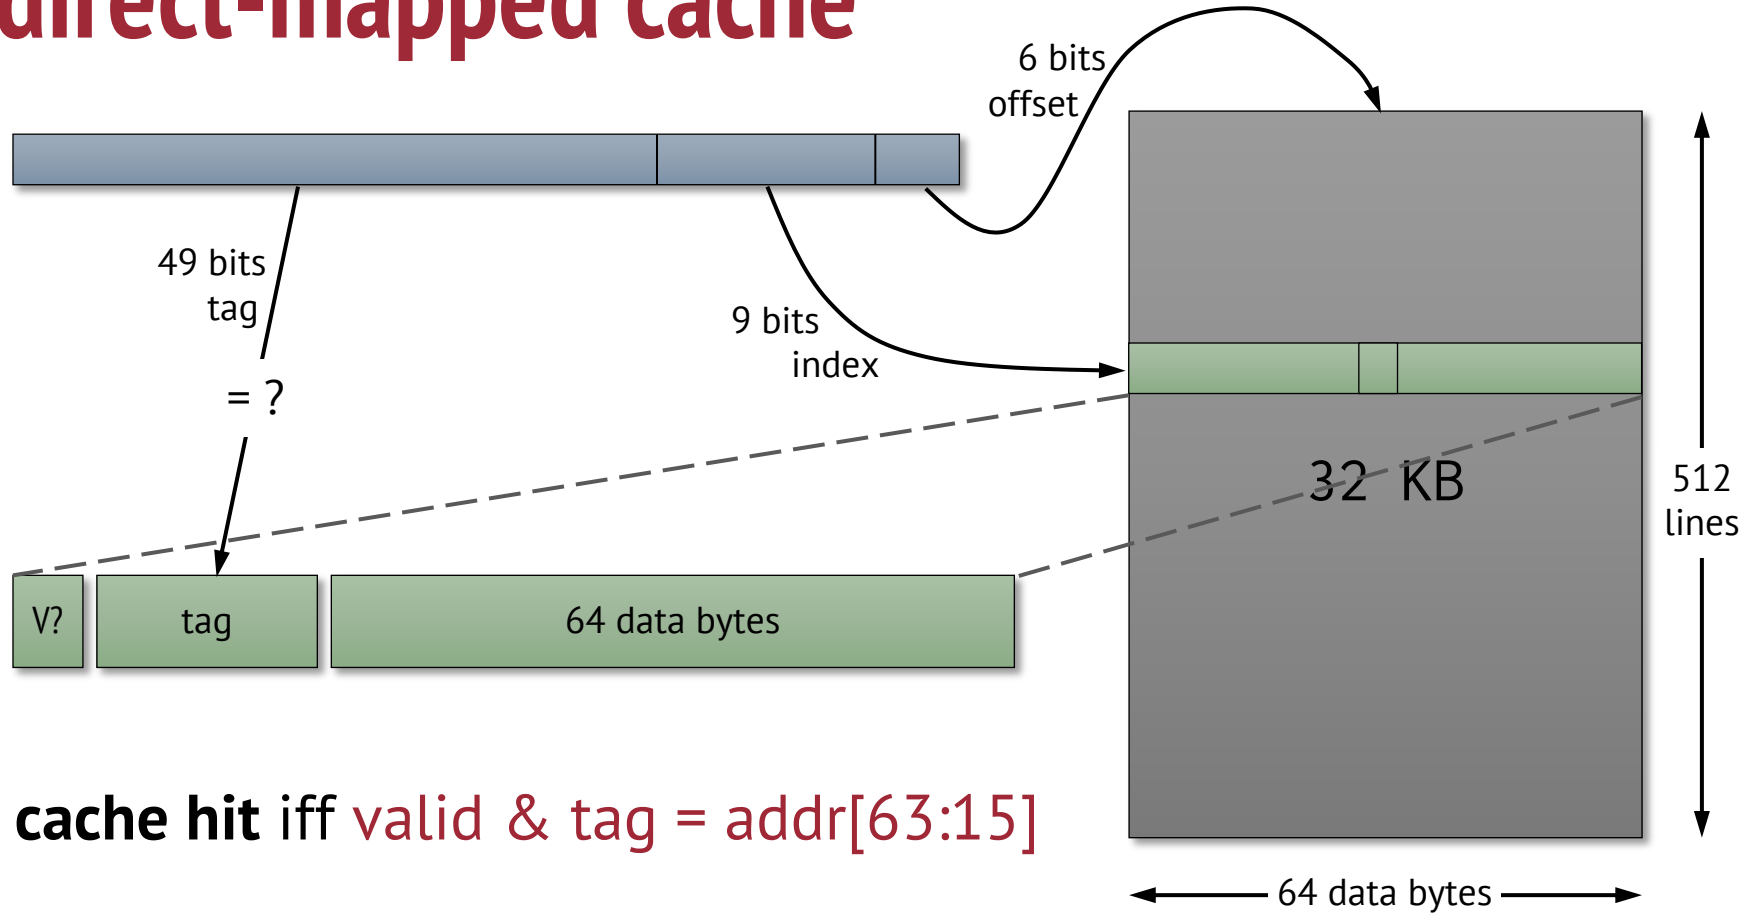 direct-mapped cache
6 bits
offset
49 bits
tag
= ?
9 bits
index
32 KB
512
lines
V?
tag
64 data bytes
cache hit iff valid & tag = addr[63:15]
64 data bytes